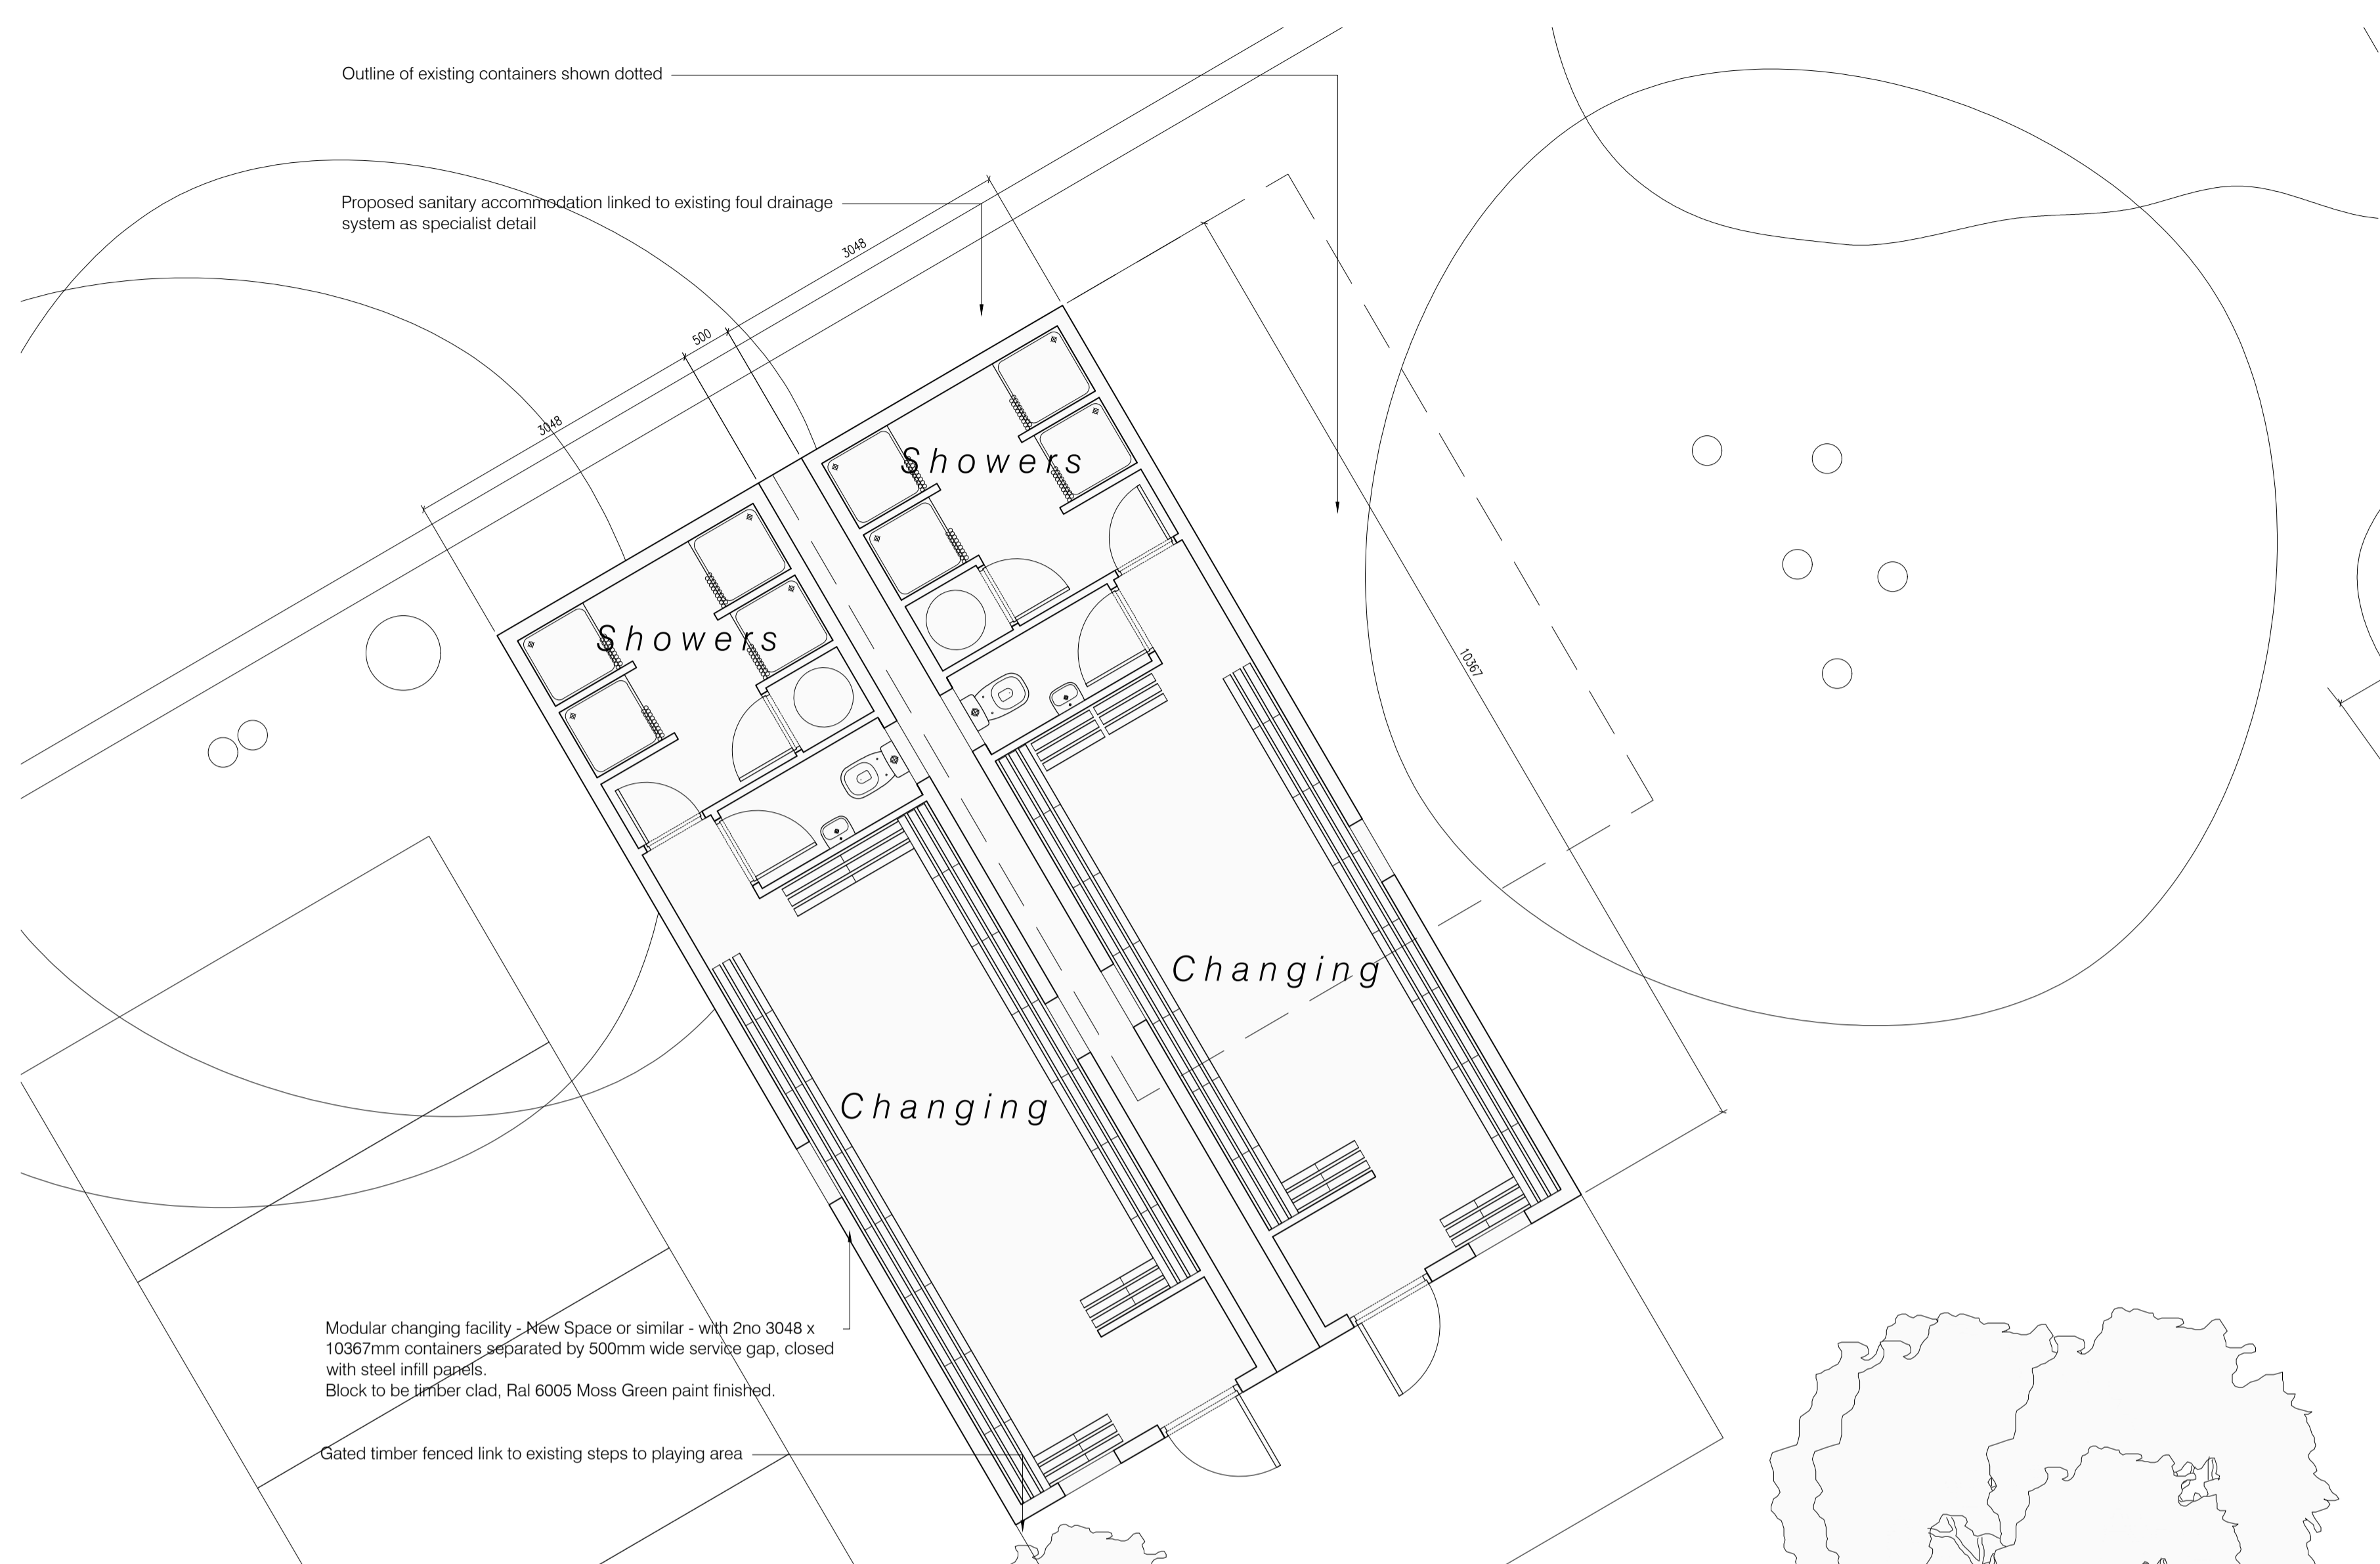 Outline of existing containers shown dotted
Proposed sanitary accommodation linked to existing foul drainage
system as specialist detail
3048
500
3048
Showers
Showers
10367
Changing
Changing
Modular changing facility - New Space or similar - with 2no 3048 x
10367mm containers separated by 500mm wide service gap, closed
with steel infill panels.
Block to be timber clad, Ral 6005 Moss Green paint finished.
Gated timber fenced link to existing steps to playing area